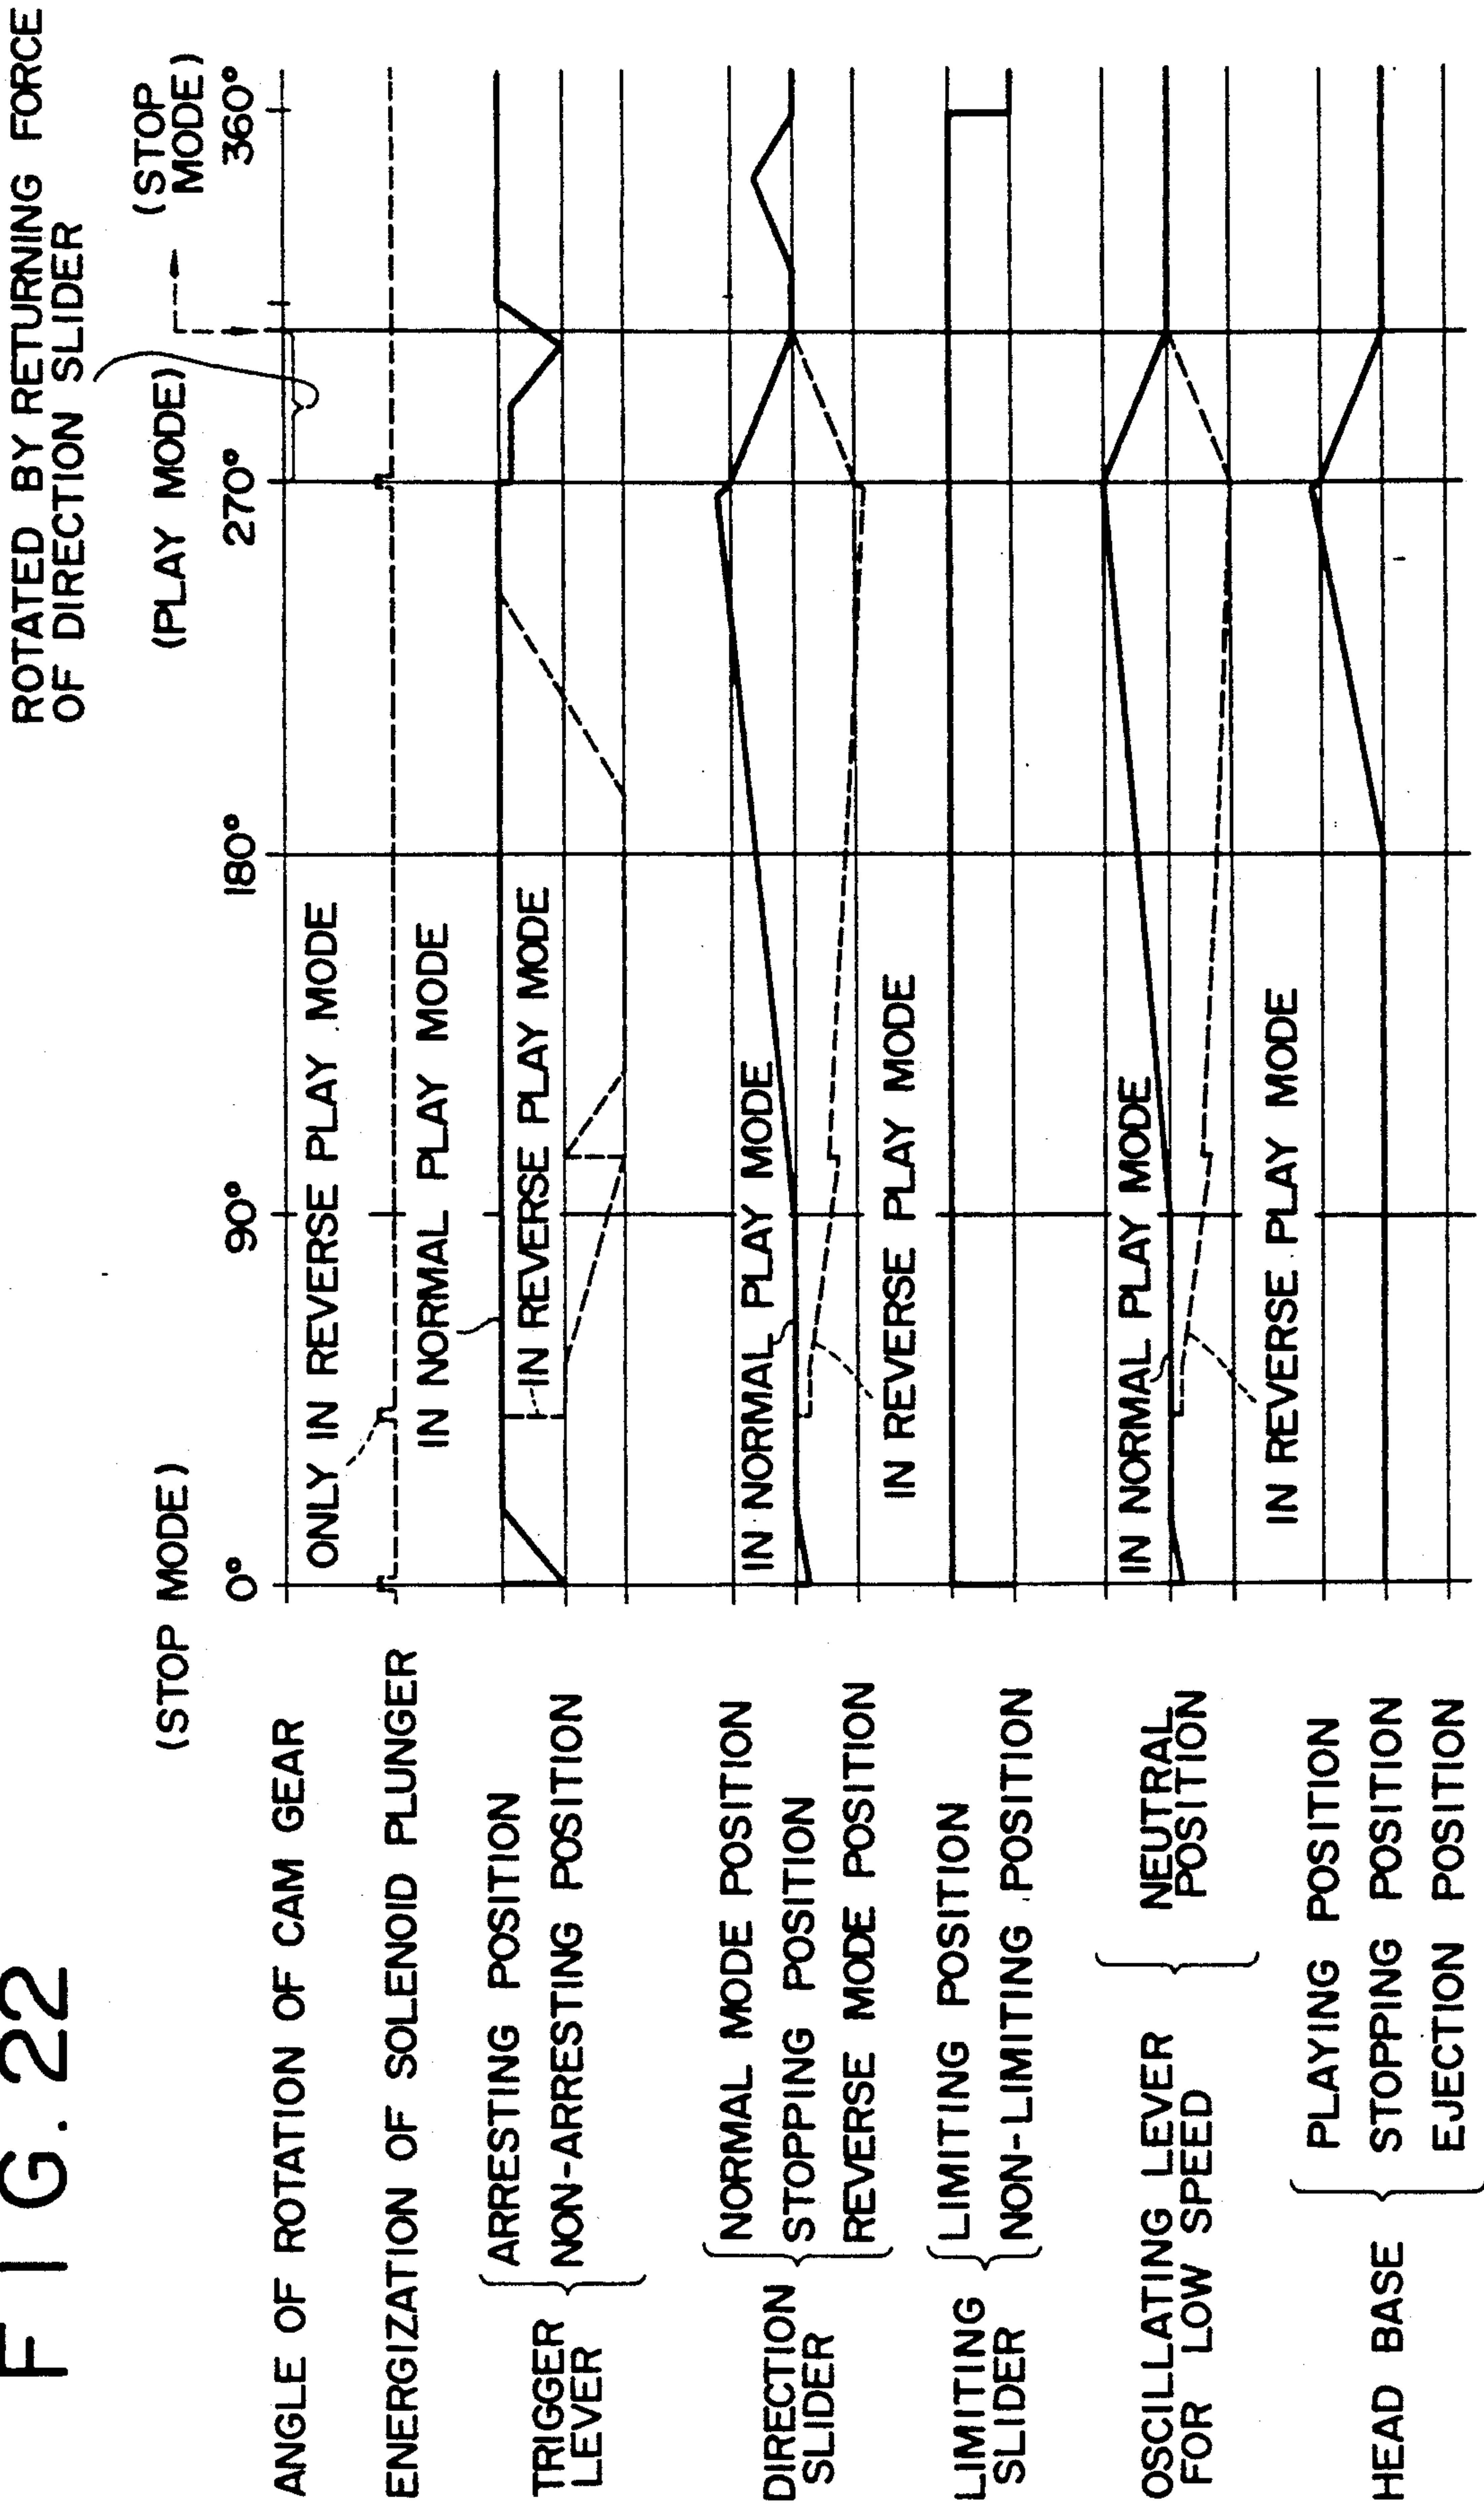 FIG. 22
ROTATED BY RETURNING FORCE
OF DIRECTION SLIDER
(STOP MODE)
(PLAY MODE)
(STOP
MODE)
ANGLE OF ROTATION OF CAM GEAR
0°
90°
180°
270°
360°
ONLY IN REVERSE PLAY MODE
ENERGIZATION OF SOLENOID PLUNGER
IN NORMAL PLAY MODE
TRIGGER
LEVER
ARRESTING POSITION
NON-ARRESTING POSITION
IN REVERSE PLAY MODE
DIRECTION
SLIDER
NORMAL MODE POSITION
STOPPING POSITION
REVERSE MODE POSITION
IN NORMAL PLAY MODE
IN REVERSE PLAY MODE
LIMITING
SLIDER
LIMITING POSITION
NON-LIMITING POSITION
OSCILLATING LEVER
FOR LOW SPEED
NEUTRAL
POSITION
IN NORMAL PLAY MODE
IN REVERSE PLAY MODE
HEAD BASE
PLAYING POSITION
STOPPING POSITION
EJECTION POSITION